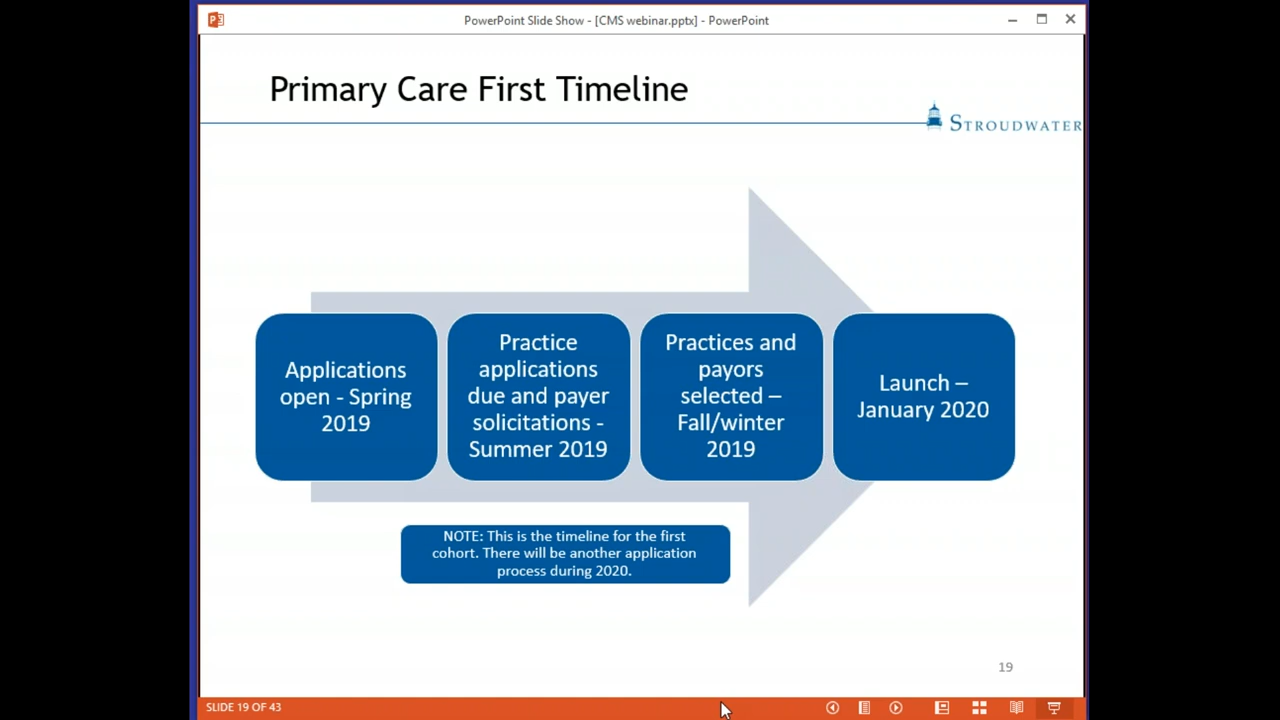 PowerPoint Slide Show - [CMS webinar.pptx] - PowerPoint
Primary Care First Timeline
STROUDWATER
Applications
open - Spring
2019
Practice
applications
due and payer
solicitations -
Summer 2019
Practices and
payors
selected –
Fall/winter
2019
Launch –
January 2020
NOTE: This is the timeline for the first
cohort. There will be another application
process during 2020.
19
SLIDE 19 OF 43